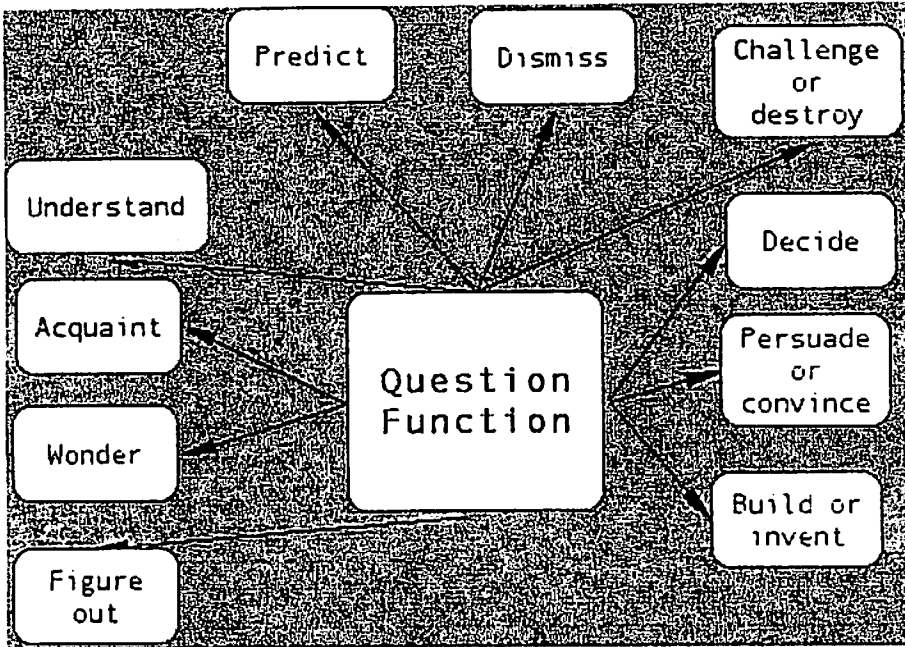 Predict
Dismiss
Challenge
or
destroy
Understand
Decide
Acquaint
Question
Function
Persuade
or
convince
Wonder
Build or
invent
Figure
out